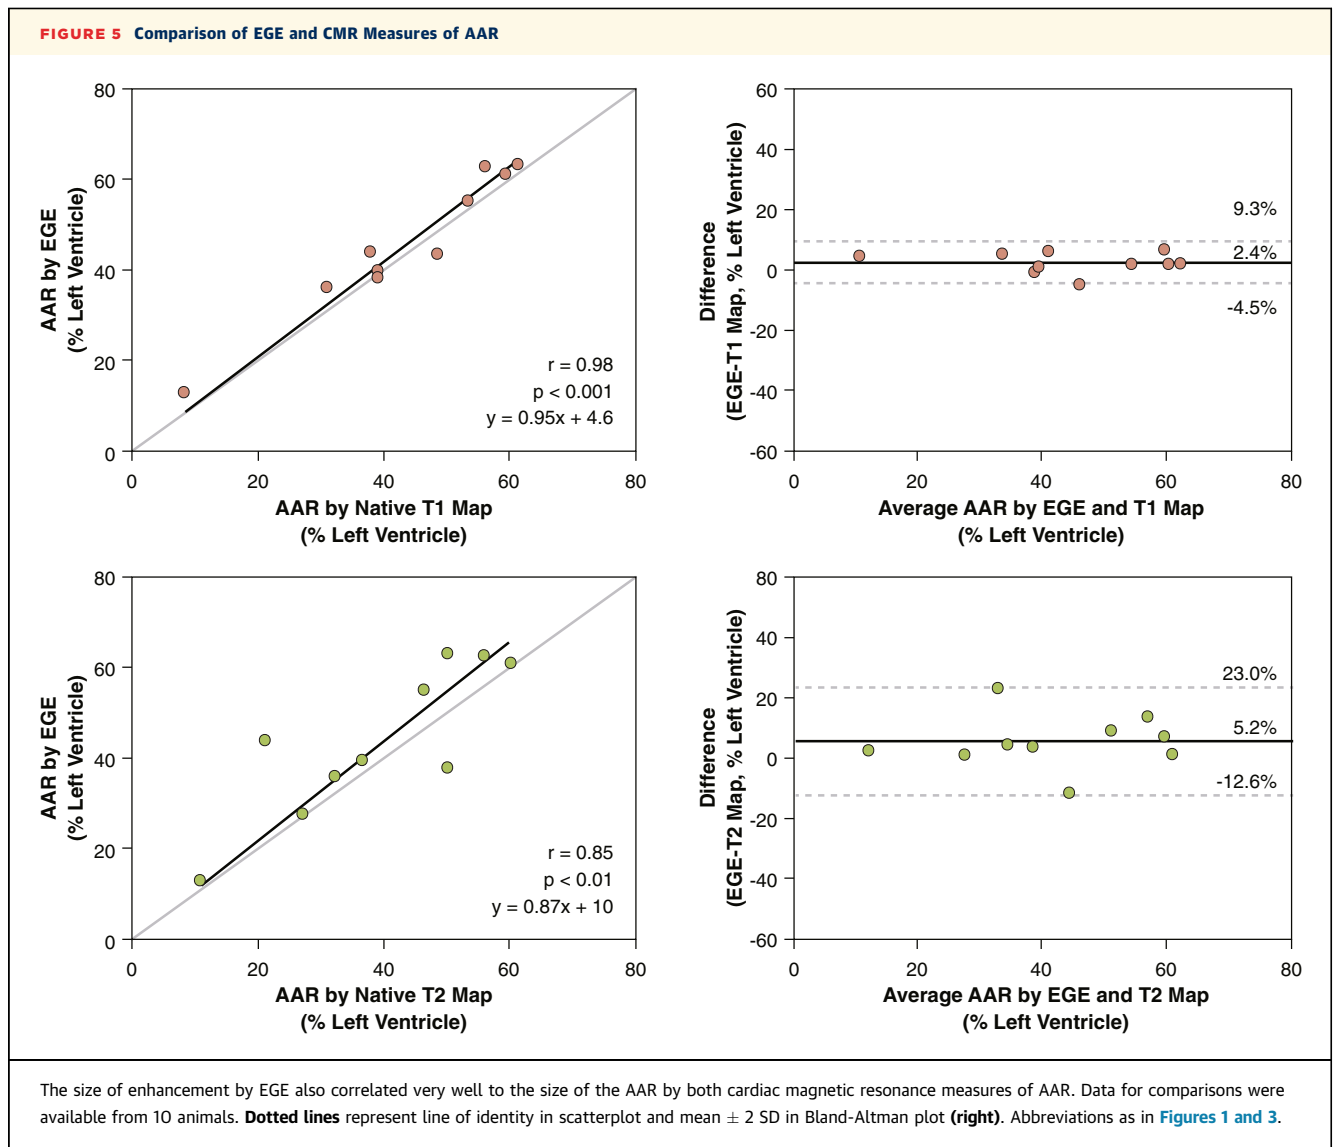 FIGURE 5 Comparison of EGE and CMR Measures of AAR
80
60
40
20
0
0
20
40
60
80
AAR by EGE
(% Left Ventricle)
r = 0.98
p < 0.001
y = 0.95x + 4.6
AAR by Native T1 Map
(% Left Ventricle)
60
40
20
0
-20
-40
-60
0
20
40
60
80
Difference
(EGE-T1 Map, % Left Ventricle)
9.3%
2.4%
-4.5%
Average AAR by EGE and T1 Map
(% Left Ventricle)
80
60
40
20
0
0
20
40
60
80
AAR by EGE
(% Left Ventricle)
r = 0.85
p < 0.01
y = 0.87x + 10
AAR by Native T2 Map
(% Left Ventricle)
80
40
20
0
-20
-40
-60
0
20
40
60
80
Difference
(EGE-T2 Map, % Left Ventricle)
23.0%
5.2%
-12.6%
Average AAR by EGE and T2 Map
(% Left Ventricle)
The size of enhancement by EGE also correlated very well to the size of the AAR by both cardiac magnetic resonance measures of AAR. Data for comparisons were
available from 10 animals. Dotted lines represent line of identity in scatterplot and mean ± 2 SD in Bland-Altman plot (right). Abbreviations as in Figures 1 and 3.